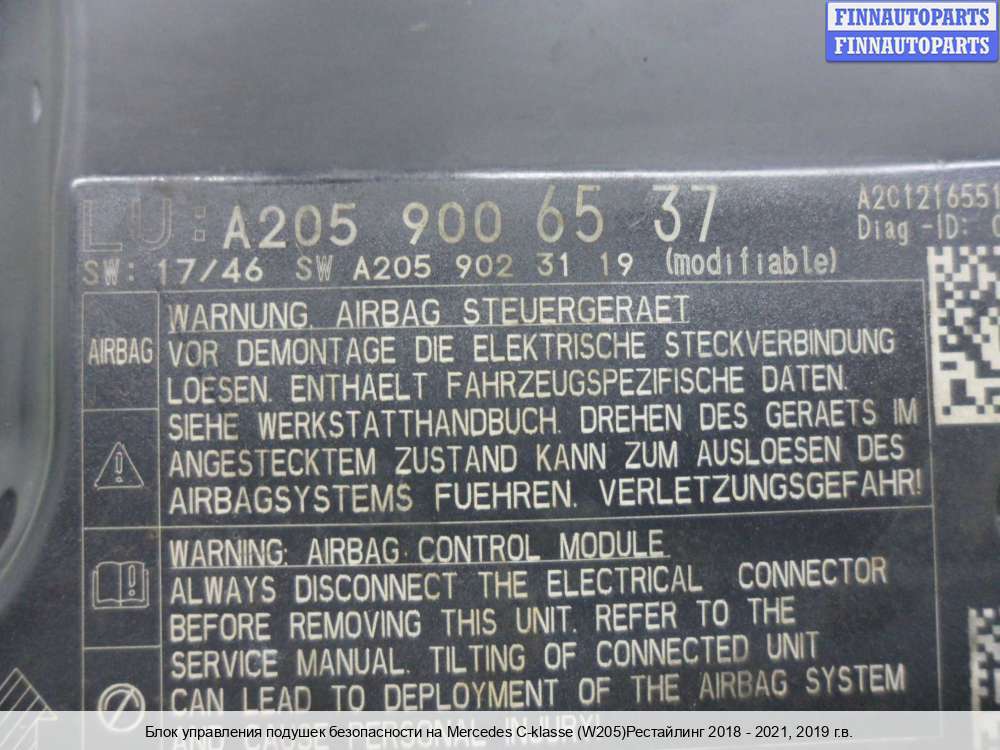 FINNAUTOPARTS
FINNAUTOPARTS
LU: A205 900 65 37
A2C1216551
Diag -ID:
SW: 17/46 SW A205 902 31 19 (modifiable)
WARNUNG. AIRBAG STEUERGERAET
AIRBAG
VOR DEMONTAGE DIE ELEKTRISCHE STECKVERBINDUNG
LOESEN. ENTHAELT FAHRZEUGSPEZIFISCHE DATEN.
SIEHE WERKSTATTHANDBUCH. DREHEN DES GERAETS IM
ANGESTECKTEM ZUSTAND KANN ZUM AUSLOESEN DES
AIRBAGSYSTEMS FUEHREN. VERLETZUNGSGEFAHR!
WARNING: AIRBAG CONTROL MODULE
ALWAYS DISCONNECT THE ELECTRICAL CONNECTOR
BEFORE REMOVING THIS UNIT. REFER TO THE
SERVICE MANUAL. TILTING OF CONNECTED UNIT
CAN LEAD TO DEPLOYMENT OF THE AIRBAG SYSTEM
AND CAUSE PERSONAL INJURY!
Блок управления подушек безопасности на Mercedes C-klasse (W205)Рестайлинг 2018 - 2021, 2019 г.в.